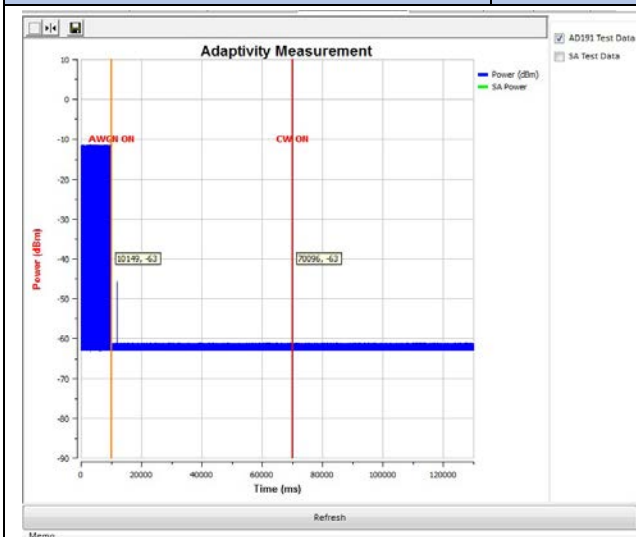 Adaptivity Measurement
AD191 Test Data
SA Test Data
Power (dBm)
SA Power
10
0
-10
-20
-30
-40
-50
-60
-70
-80
-90
AWGN ON
CW ON
10149, -63
70096, -63
Power (dBm)
0
20000
40000
60000
80000
100000
120000
Time (ms)
Refresh
Memo